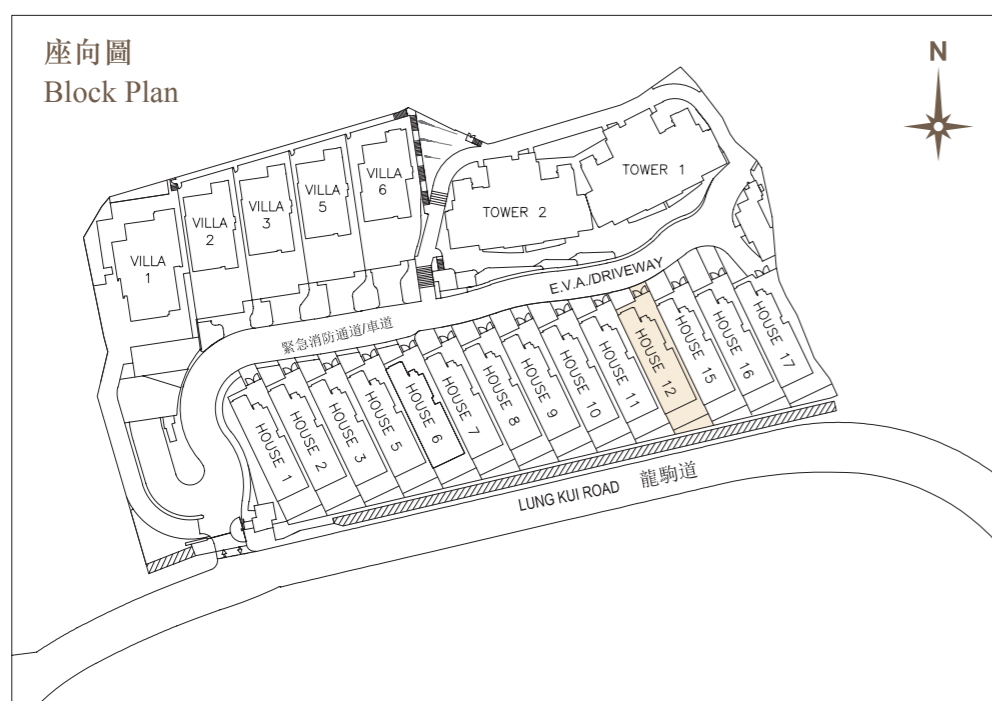 座向圖
Block Plan
N
VILLA
1
VILLA
2
VILLA
3
VILLA
5
VILLA
6
TOWER 2
TOWER 1
E.V.A./DRIVEWAY
緊急消防通道/車道
HOUSE 1
HOUSE 2
HOUSE 3
HOUSE 5
HOUSE 6
HOUSE 7
HOUSE 8
HOUSE 9
HOUSE 10
HOUSE 11
HOUSE 12
HOUSE 15
HOUSE 16
HOUSE 17
LUNG KUI ROAD 龍駒道